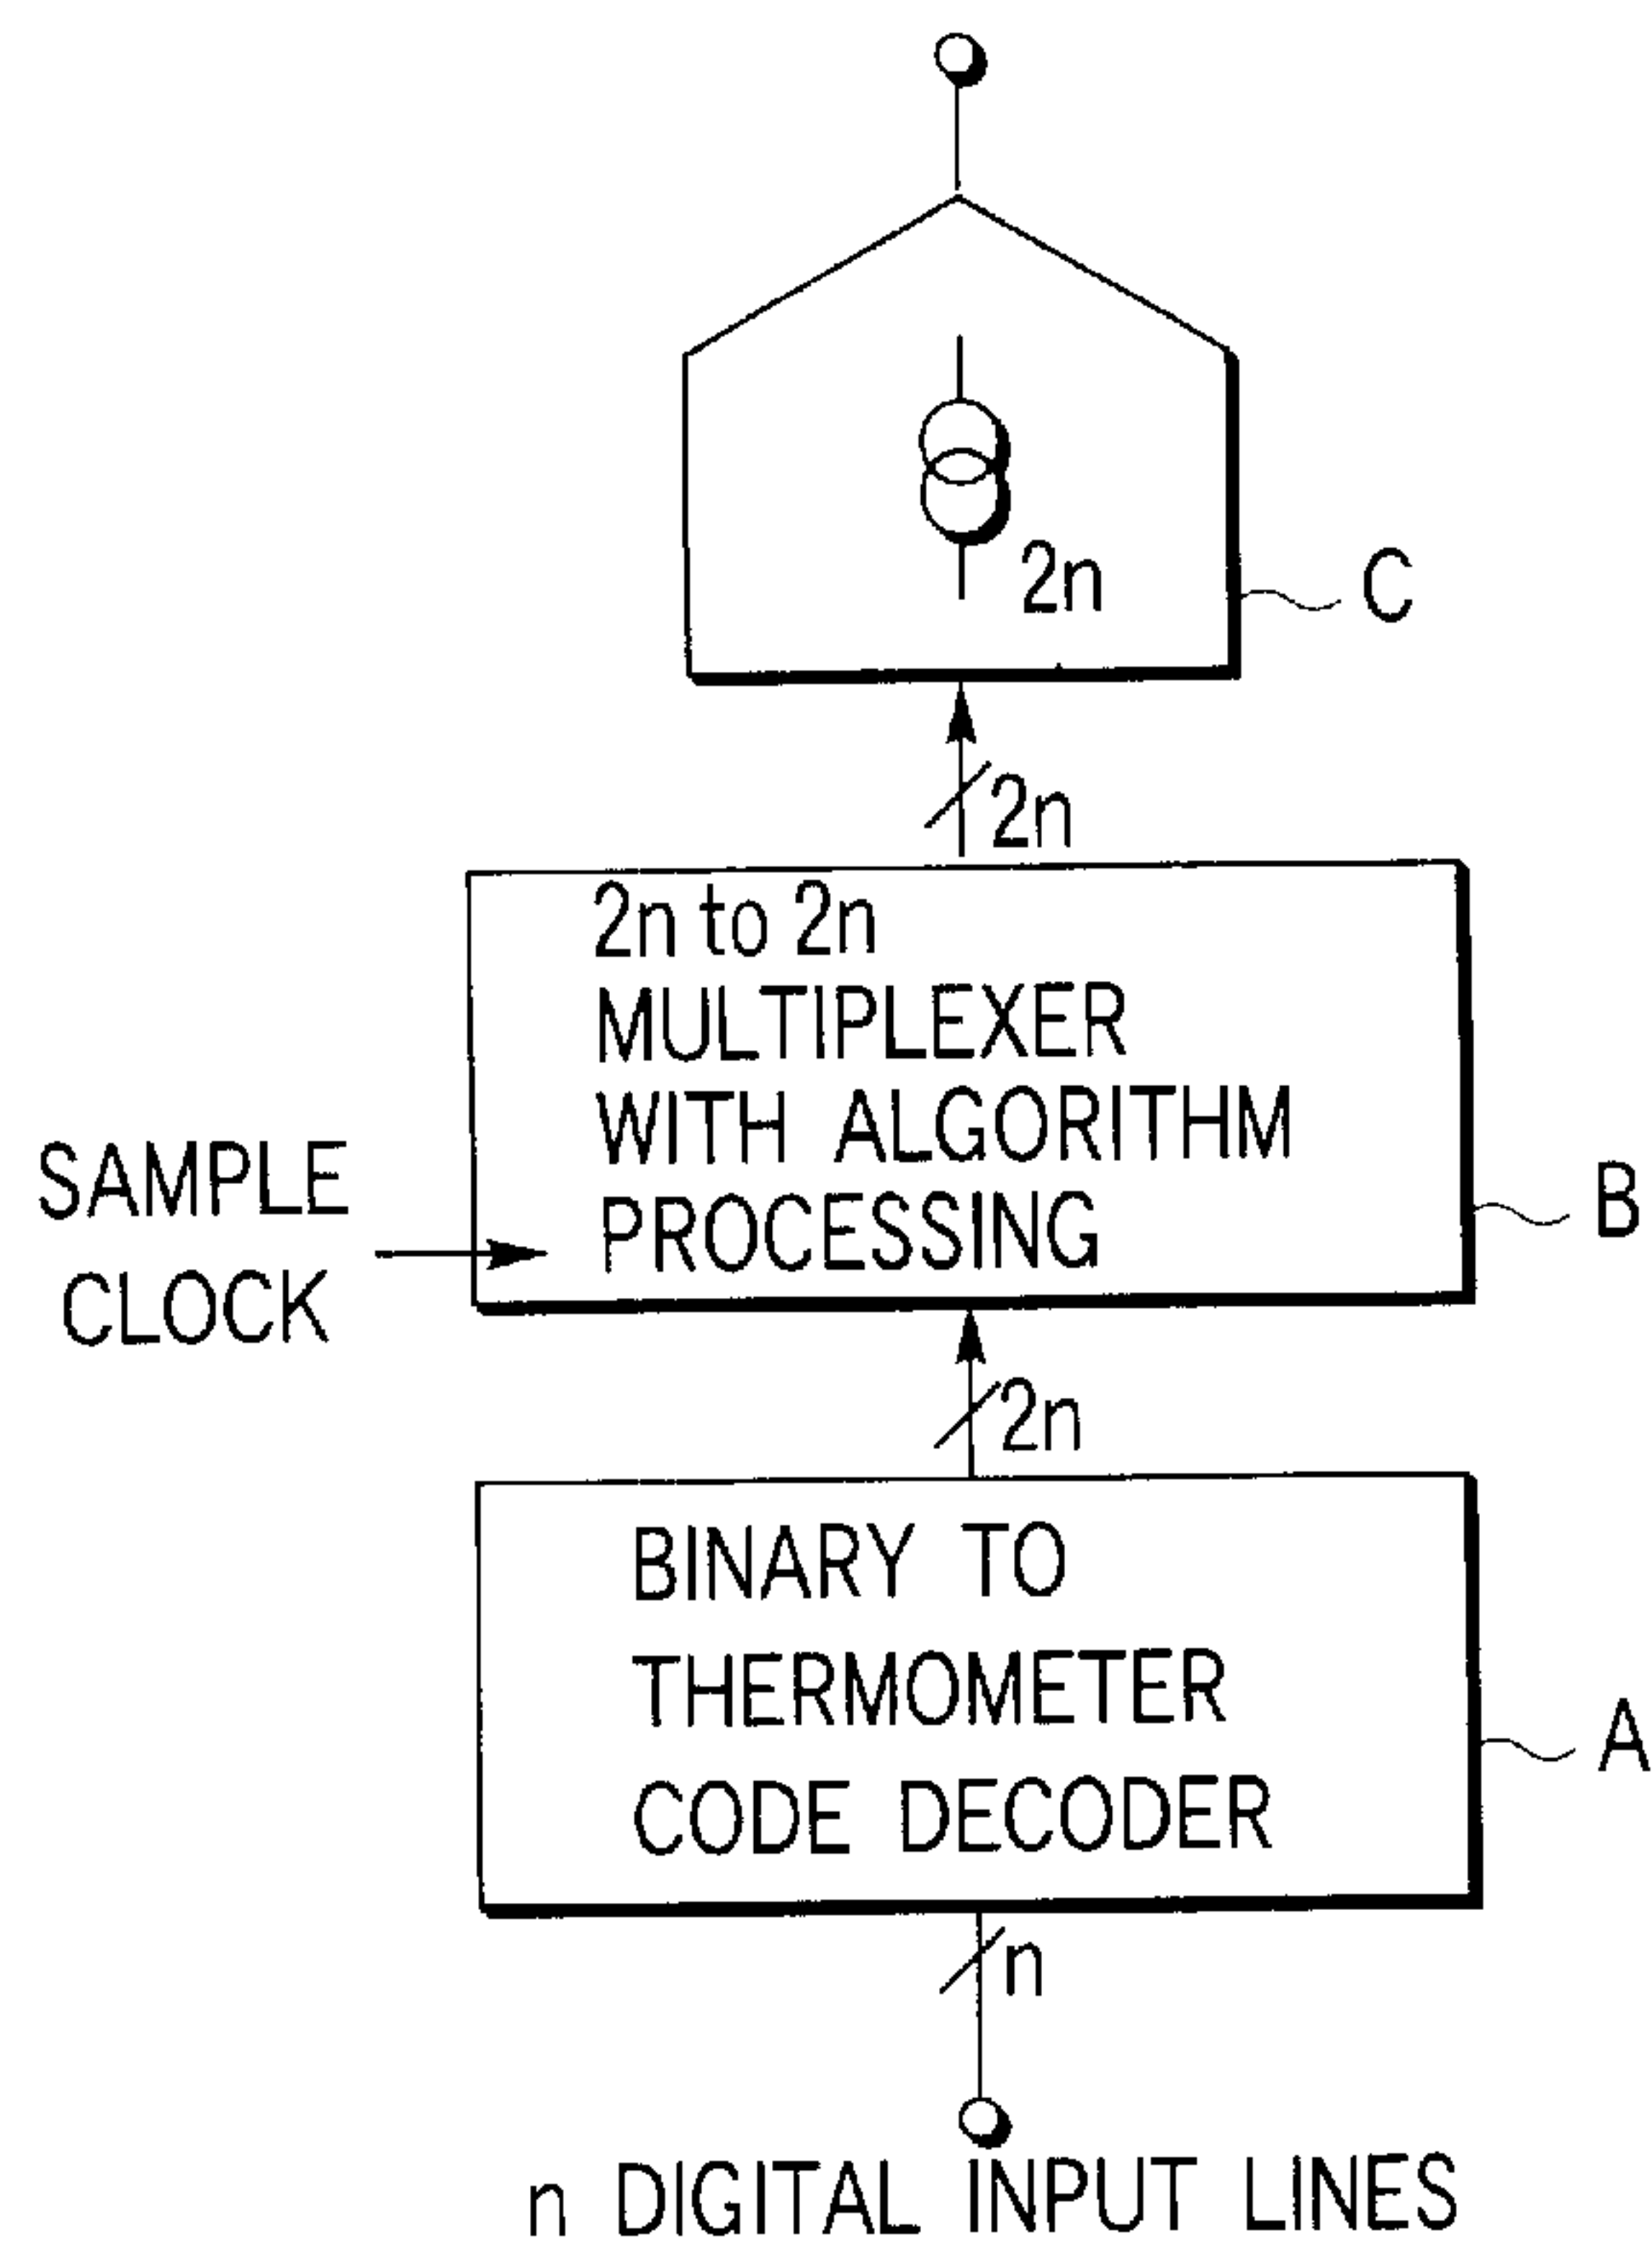 2n
C
2n
2n to 2n
MULTIPLEXER
WITH ALGORITHM
PROCESSING
SAMPLE
CLOCK
B
2n
BINARY TO
THERMOMETER
CODE DECODER
A
n
n DIGITAL INPUT LINES